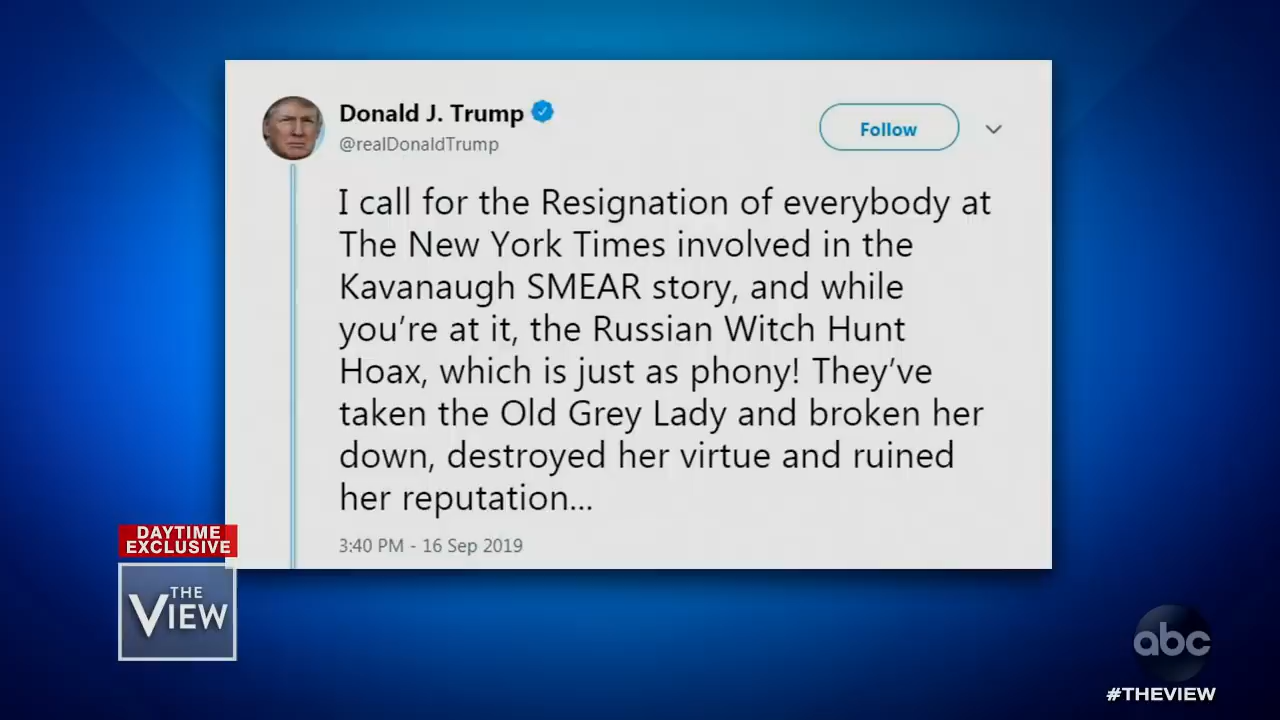 Donald J. Trump
@realDonaldTrump
Follow
I call for the Resignation of everybody at
The New York Times involved in the
Kavanaugh SMEAR story, and while
you're at it, the Russian Witch Hunt
Hoax, which is just as phony! They've
taken the Old Grey Lady and broken her
down, destroyed her virtue and ruined
her reputation...
3:40 PM - 16 Sep 2019
DAYTIME
EXCLUSIVE
THE
VIEW
abc
#THEVIEW